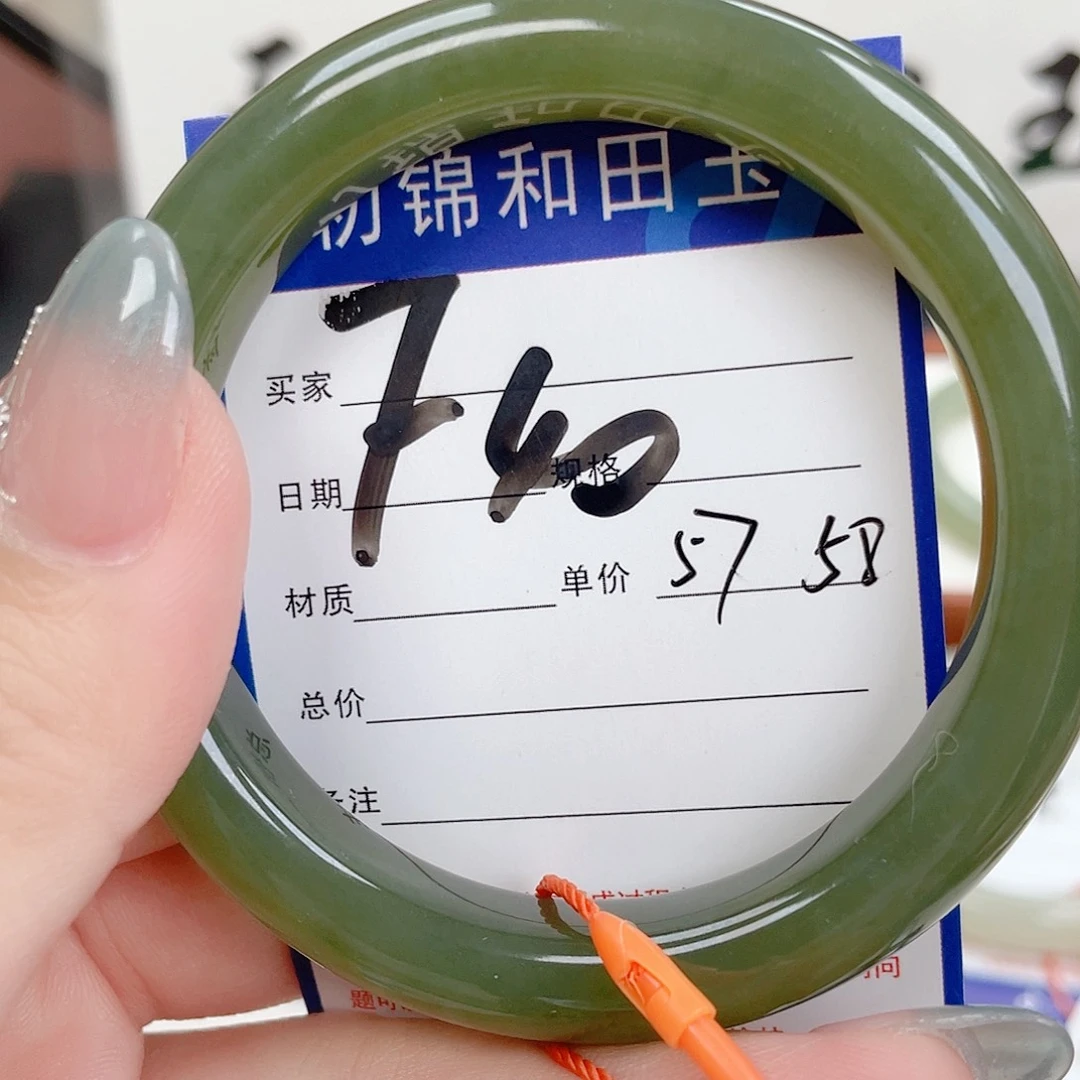 锦和田玉
740
买家
日期 规格
材质 单价 57 58
总价
备注